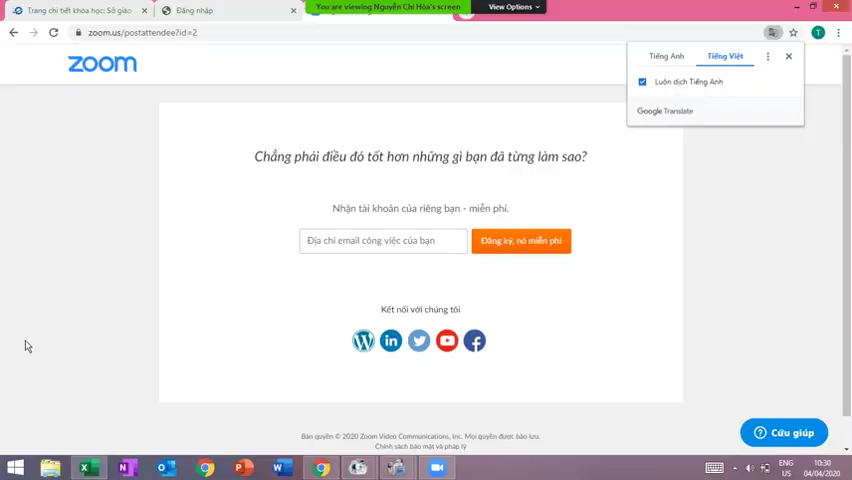 You are viewing Nguyễn Chí Hòa's screen
View Options
Trang chi tiết khóa học: Sở giáo
Đăng nhập
zoom.us/postattendee?id=2
T
zoom
Tiếng Anh
Tiếng Việt
Luôn dịch Tiếng Anh
Google Translate
Chẳng phải điều đó tốt hơn những gì bạn đã từng làm sao?
Nhận tài khoản của riêng bạn - miễn phí.
Địa chỉ email công việc của bạn
Đăng ký, nó miễn phí
Kết nối với chúng tôi
Bản quyền © 2020 Zoom Video Communications, Inc. Mọi quyền được bảo lưu.
Chính sách bảo mật và pháp lý
Cứu giúp
ENG
US
10:30
04/04/2020